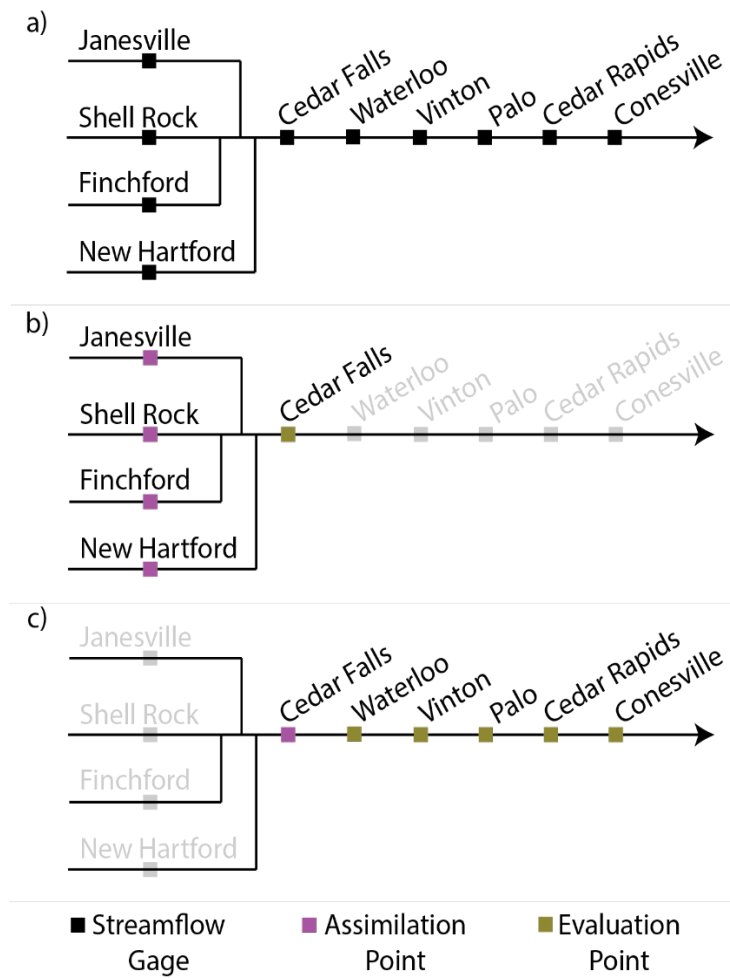 a)
Janesville
Shell Rock
Finchford
New Hartford
Cedar Falls
Waterloo
Vinton
Palo
Cedar Rapids
Conesville
b)
Janesville
Shell Rock
Finchford
New Hartford
Cedar Falls
Waterloo
Vinton
Palo
Cedar Rapids
Conesville
c)
Janesville
Shell Rock
Finchford
New Hartford
Cedar Falls
Waterloo
Vinton
Palo
Cedar Rapids
Conesville
Streamflow
Gage
Assimilation
Point
Evaluation
Point